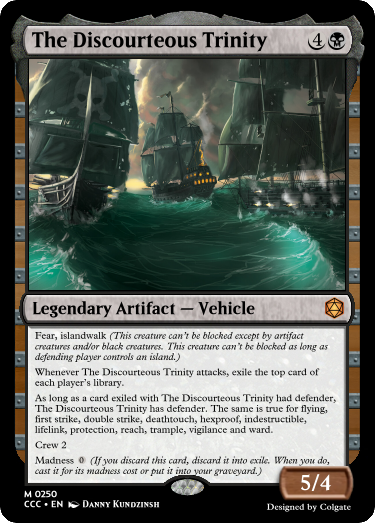 The Discourteous Trinity 4
Legendary Artifact — Vehicle
Fear, islandwalk (This creature can't be blocked except by artifact
creatures and/or black creatures. This creature can't be blocked as long as
defending player controls an island.)
Whenever The Discourteous Trinity attacks, exile the top card of
each player's library.
As long as a card exiled with The Discourteous Trinity had defender,
The Discourteous Trinity has defender. The same is true for flying,
first strike, double strike, deathtouch, hexproof, indestructible,
lifelink, protection, reach, trample, vigilance and ward.
Crew 2
Madness (If you discard this card, discard it into exile. When you do,
cast it for its madness cost or put it into your graveyard.)
5/4
M 0250
CCC • EN Danny Kundzinsh
Designed by Colgate